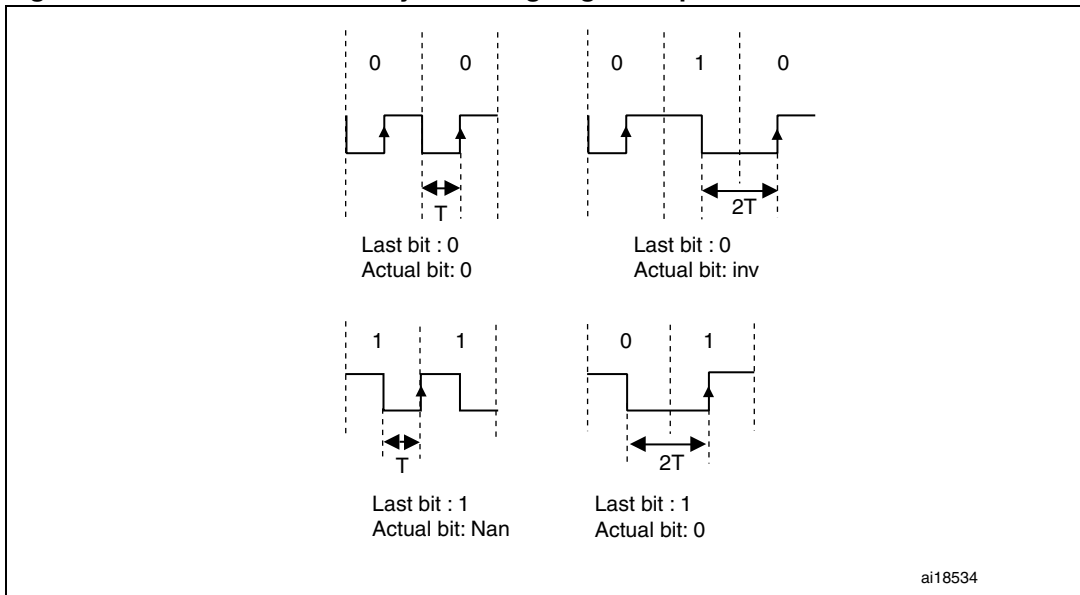 0 0
0 1 0
T
2T
Last bit : 0
Actual bit: 0
Last bit : 0
Actual bit: inv
1 1
0 1
T
2T
Last bit : 1
Actual bit: Nan
Last bit : 1
Actual bit: 0
ai18534